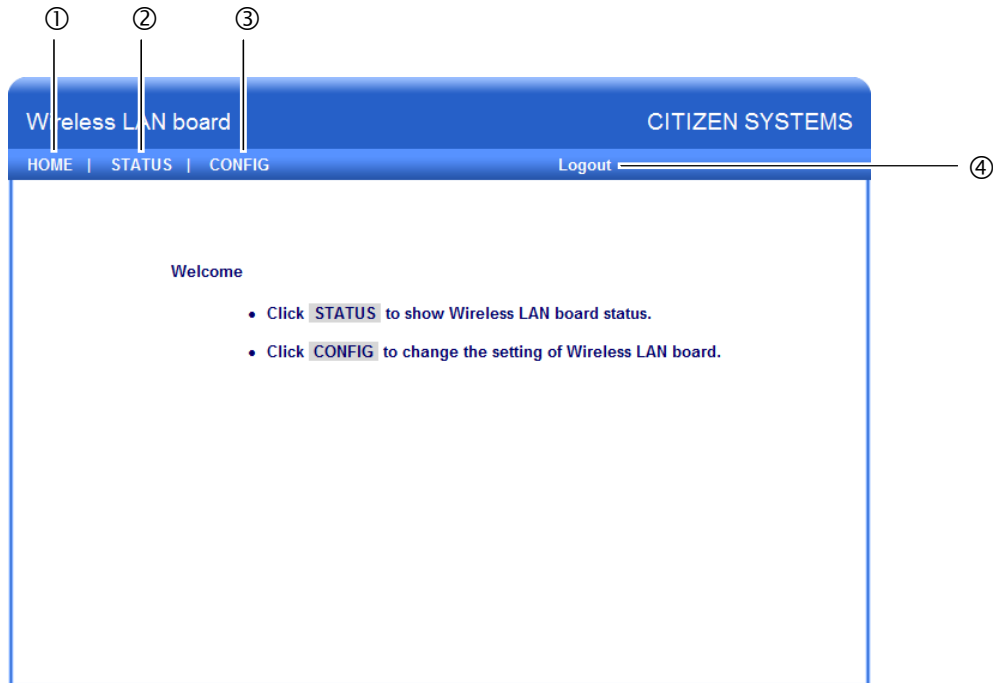 ① ② ③
Wireless LAN board CITIZEN SYSTEMS
HOME | STATUS | CONFIG Logout ④
Welcome
• Click STATUS to show Wireless LAN board status.
• Click CONFIG to change the setting of Wireless LAN board.